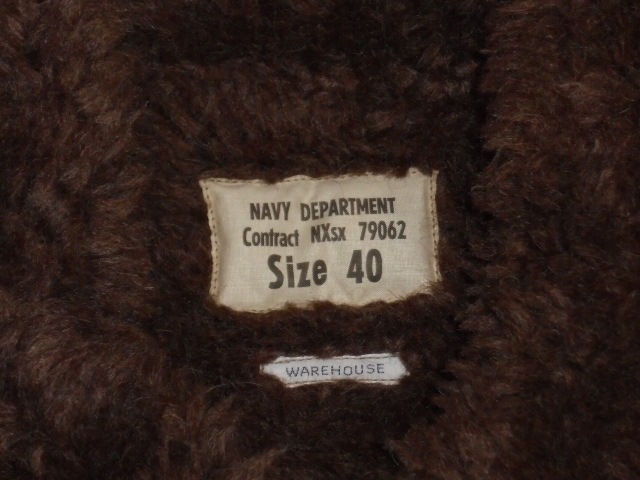 NAVY DEPARTMENT
Contract NXsx 79062
Size 40
WAREHOUSE